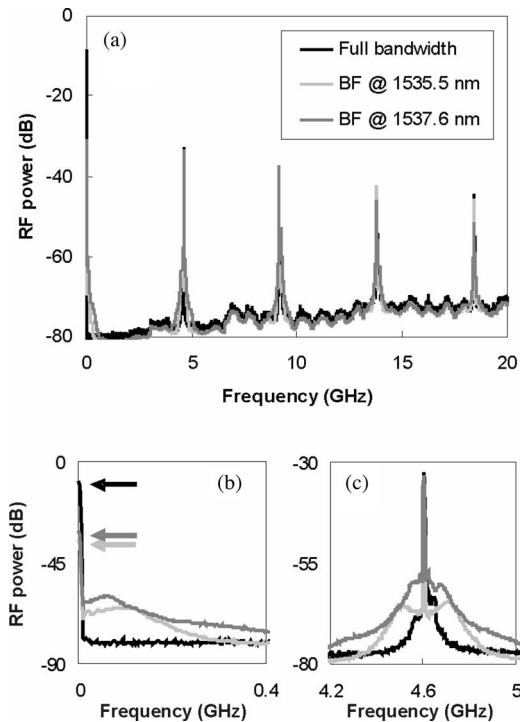 (a)
Full bandwidth
BF @ 1535.5 nm
BF @ 1537.6 nm
RF power (dB)
0
-20
-40
-60
-80
0
5
10
15
20
Frequency (GHz)
(b)
RF power (dB)
0
-45
-90
0
0.4
Frequency (GHz)
(c)
-30
-55
-80
4.2
4.6
5
Frequency (GHz)